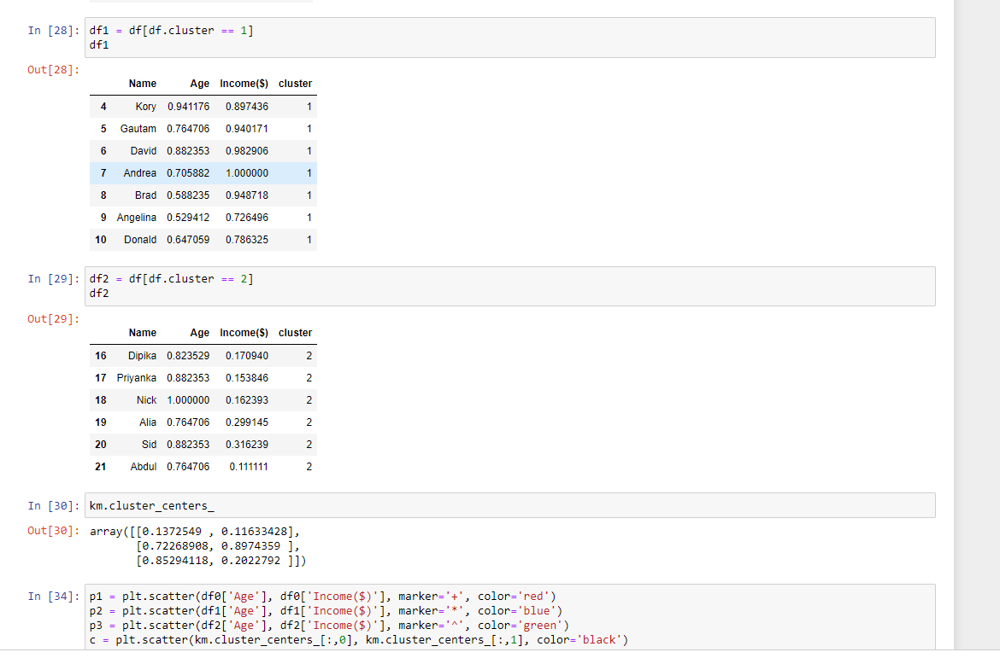 In [28]: df1 = df[df.cluster == 1]
df1
Out[28]:
Name Age Income($) cluster
4 Kory 0.941176 0.897436 1
5 Gautam 0.764706 0.940171 1
6 David 0.882353 0.982906 1
7 Andrea 0.705882 1.000000 1
8 Brad 0.588235 0.948718 1
9 Angelina 0.529412 0.726496 1
10 Donald 0.647059 0.786325 1
In [29]: df2 = df[df.cluster == 2]
df2
Out[29]:
Name Age Income($) cluster
16 Dipika 0.823529 0.170940 2
17 Priyanka 0.882353 0.153846 2
18 Nick 1.000000 0.162393 2
19 Alia 0.764706 0.299145 2
20 Sid 0.882353 0.316239 2
21 Abdul 0.764706 0.111111 2
In [30]: km.cluster_centers_
Out[30]: array([[0.1372549 , 0.11633428],
[0.72268908, 0.8974359 ],
[0.85294118, 0.2022792 ]])
In [34]: p1 = plt.scatter(df0['Age'], df0['Income($)'], marker='+', color='red')
p2 = plt.scatter(df1['Age'], df1['Income($)'], marker='*', color='blue')
p3 = plt.scatter(df2['Age'], df2['Income($)'], marker='^', color='green')
c = plt.scatter(km.cluster_centers_[:,0], km.cluster_centers_[:,1], color='black')